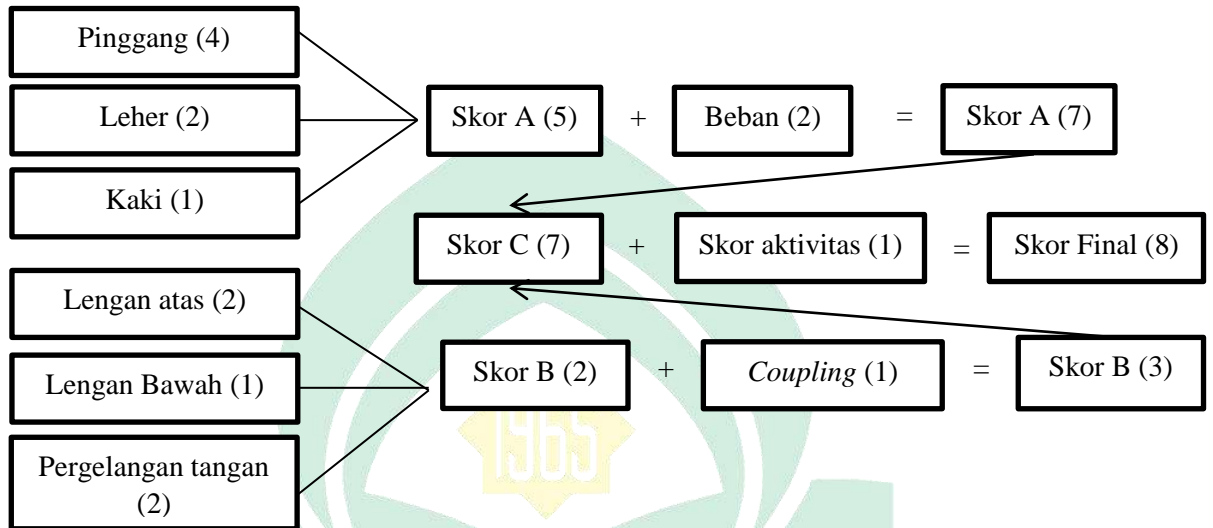 Pinggang (4)
Leher (2)
Kaki (1)
Skor A (5) + Beban (2) = Skor A (7)
Skor C (7) + Skor aktivitas (1) = Skor Final (8)
Lengan atas (2)
Lengan Bawah (1)
Pergelangan tangan
(2)
Skor B (2) + Coupling (1) = Skor B (3)
1965